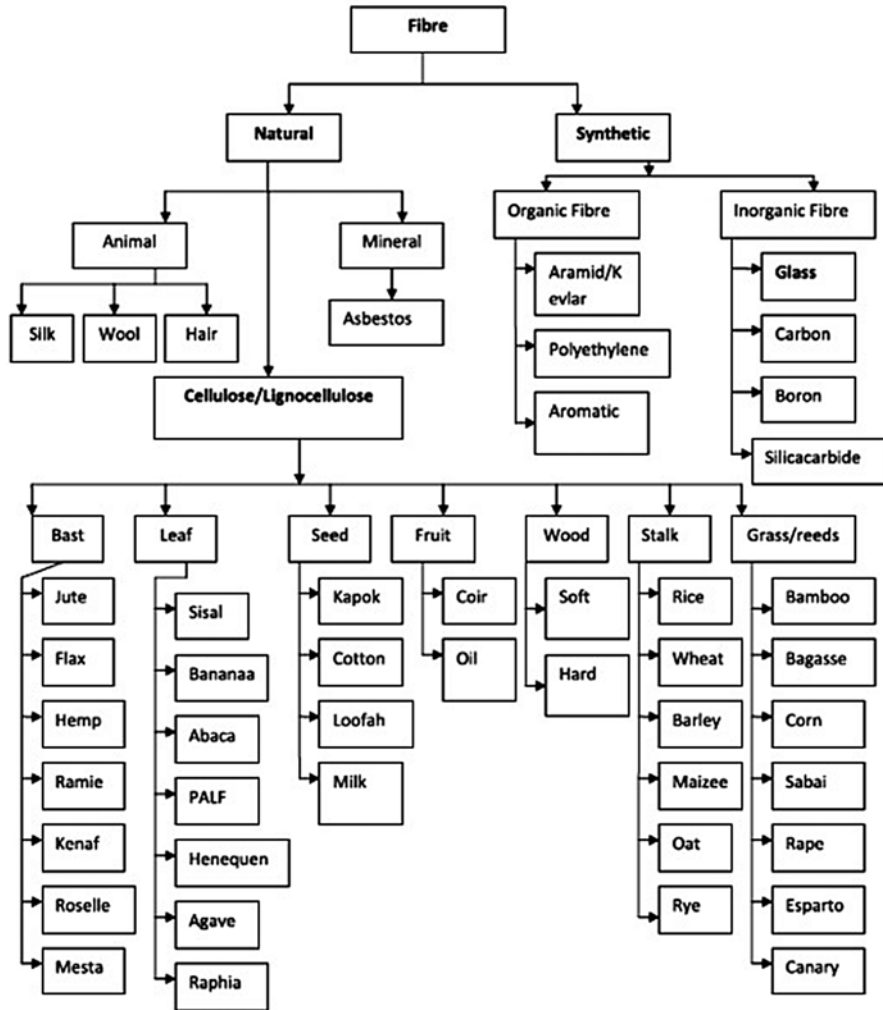 Fibre
Natural
Synthetic
Organic Fibre
Inorganic Fibre
Animal
Mineral
Aramid/K
evlar
Glass
Silk
Wool
Hair
Asbestos
Polyethylene
Carbon
Cellulose/Lignocellulose
Aromatic
Boron
Silicacarbide
Bast
Leaf
Seed
Fruit
Wood
Stalk
Grass/reeds
Jute
Flax
Hemp
Ramie
Kenaf
Roselle
Mesta
Sisal
Bananaa
Abaca
PALF
Henequen
Agave
Raphia
Kapok
Cotton
Loofah
Milk
Coir
Oil
Soft
Hard
Rice
Wheat
Barley
Maizee
Oat
Rye
Bamboo
Bagasse
Corn
Sabai
Rape
Esparto
Canary